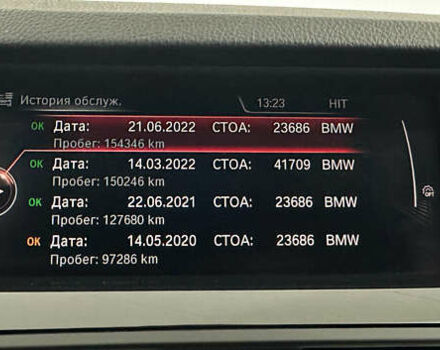 История обслуж. 13:23 HIT
OK Дата: 21.06.2022 СТОА: 23686 BMW
Пробег: 154346 km
OK Дата: 14.03.2022 СТОА: 41709 BMW
Пробег: 150246 km
OK Дата: 22.06.2021 СТОА: 23686 BMW
Пробег: 127680 km
OK Дата: 14.05.2020 СТОА: 23686 BMW
Пробег: 97286 km